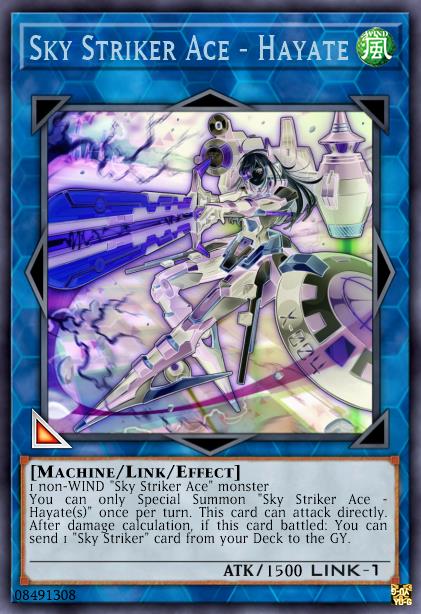 SKY STRIKER ACE - HAYATE
WIND
風
X-004
[MACHINE/LINK/EFFECT]
1 non-WIND "Sky Striker Ace" monster
You can only Special Summon "Sky Striker Ace -
Hayate(s)" once per turn. This card can attack directly.
After damage calculation, if this card battled: You can
send 1 "Sky Striker" card from your Deck to the GY.
ATK/1500 LINK-1
08491308